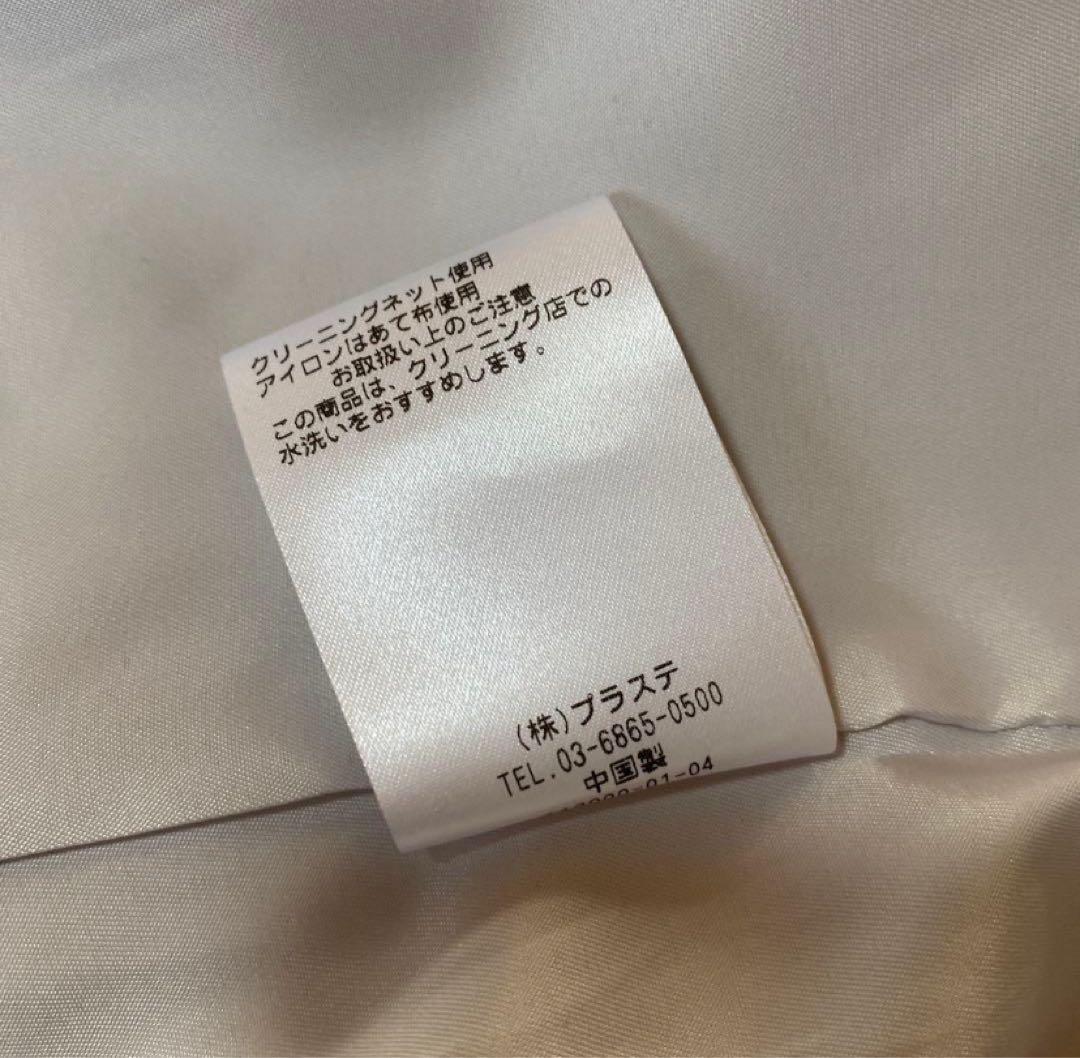 クリーニングネット使用
アイロンはあて布使用
お取扱い上のご注意
この商品は、クリーニング店での
水洗いをおすすめします。
(株)プラステ
TEL.03-6865-0500
中国製
-01-04